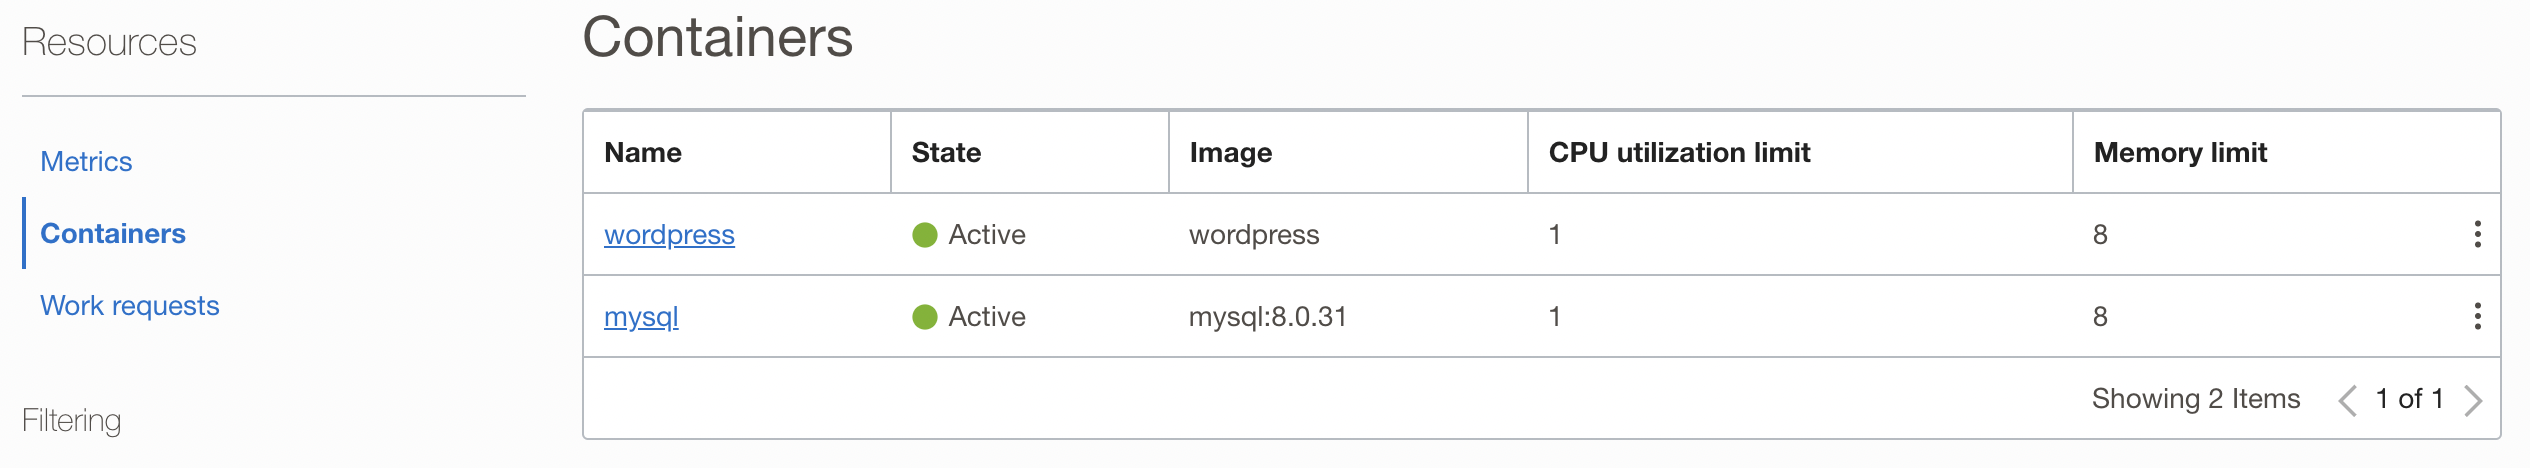 Resources
Metrics
Containers
Work requests
Filtering
Containers
Name State Image CPU utilization limit Memory limit
wordpress Active wordpress 1 8
mysql Active mysql:8.0.31 1 8
Showing 2 Items 1 of 1